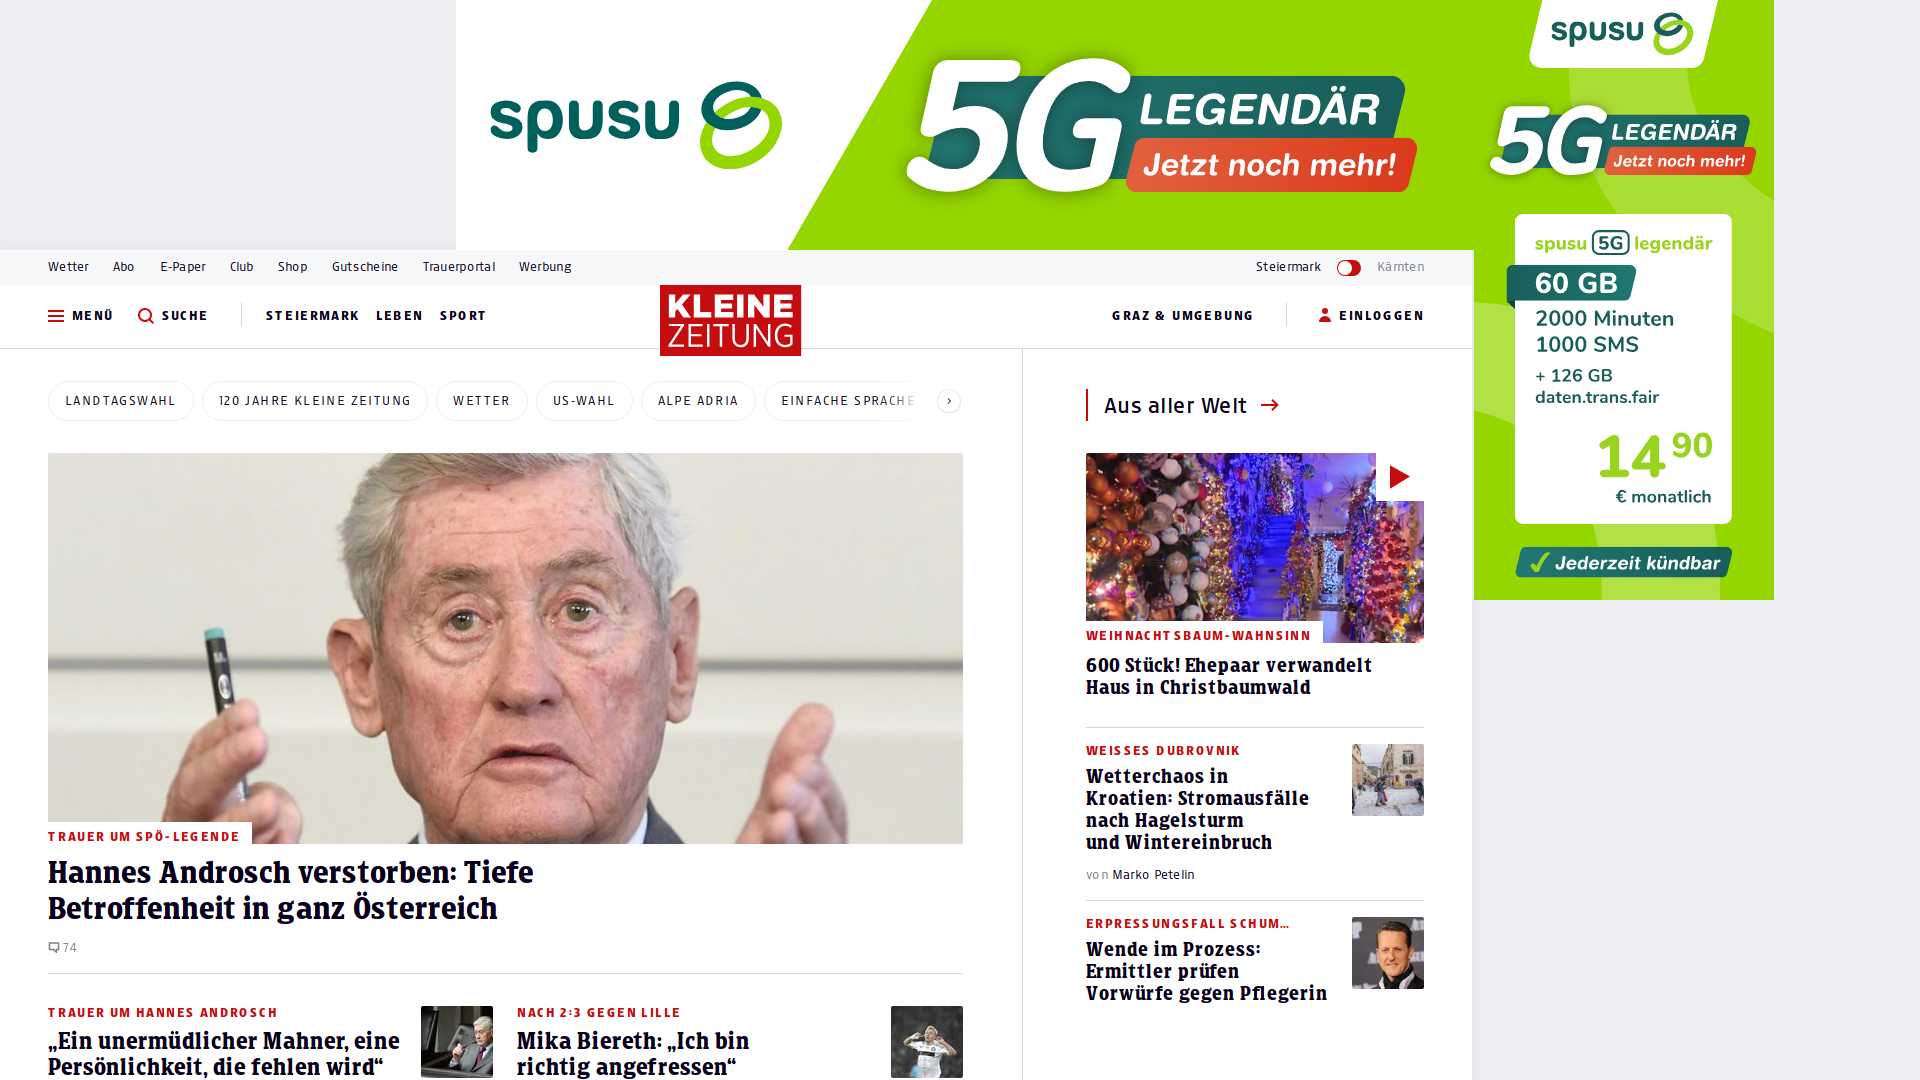 spusu
5G LEGENDÄR
Jetzt noch mehr!
spusu
5G LEGENDÄR
Jetzt noch mehr!
spusu 5G legendär
60 GB
2000 Minuten
1000 SMS
+ 126 GB
daten.trans.fair
14 90
€ monatlich
Jederzeit kündbar
Wetter Abo E-Paper Club Shop Gutscheine Trauerportal Werbung Steiermark Kärnten
MENÜ SUCHE STEIERMARK LEBEN SPORT
KLEINE
ZEITUNG
GRAZ & UMGEBUNG EINLOGGEN
LANDTAGSWAHL 120 JAHRE KLEINE ZEITUNG WETTER US-WAHL ALPE ADRIA EINFACHE SPRACHE
TRAUER UM SPÖ-LEGENDE
Hannes Androsch verstorben: Tiefe
Betroffenheit in ganz Österreich
74
TRAUER UM HANNES ANDROSCH
„Ein unermüdlicher Mahner, eine
Persönlichkeit, die fehlen wird“
NACH 2:3 GEGEN LILLE
Mika Biereth: „Ich bin
richtig angefressen“
Aus aller Welt
WEIHNACHTSBAUM-WAHNSINN
600 Stück! Ehepaar verwandelt
Haus in Christbaumwald
WEISSES DUBROVNIK
Wetterchaos in
Kroatien: Stromausfälle
nach Hagelsturm
und Wintereinbruch
von Marko Petelin
ERPRESSUNGSFALL SCHUM…
Wende im Prozess:
Ermittler prüfen
Vorwürfe gegen Pflegerin